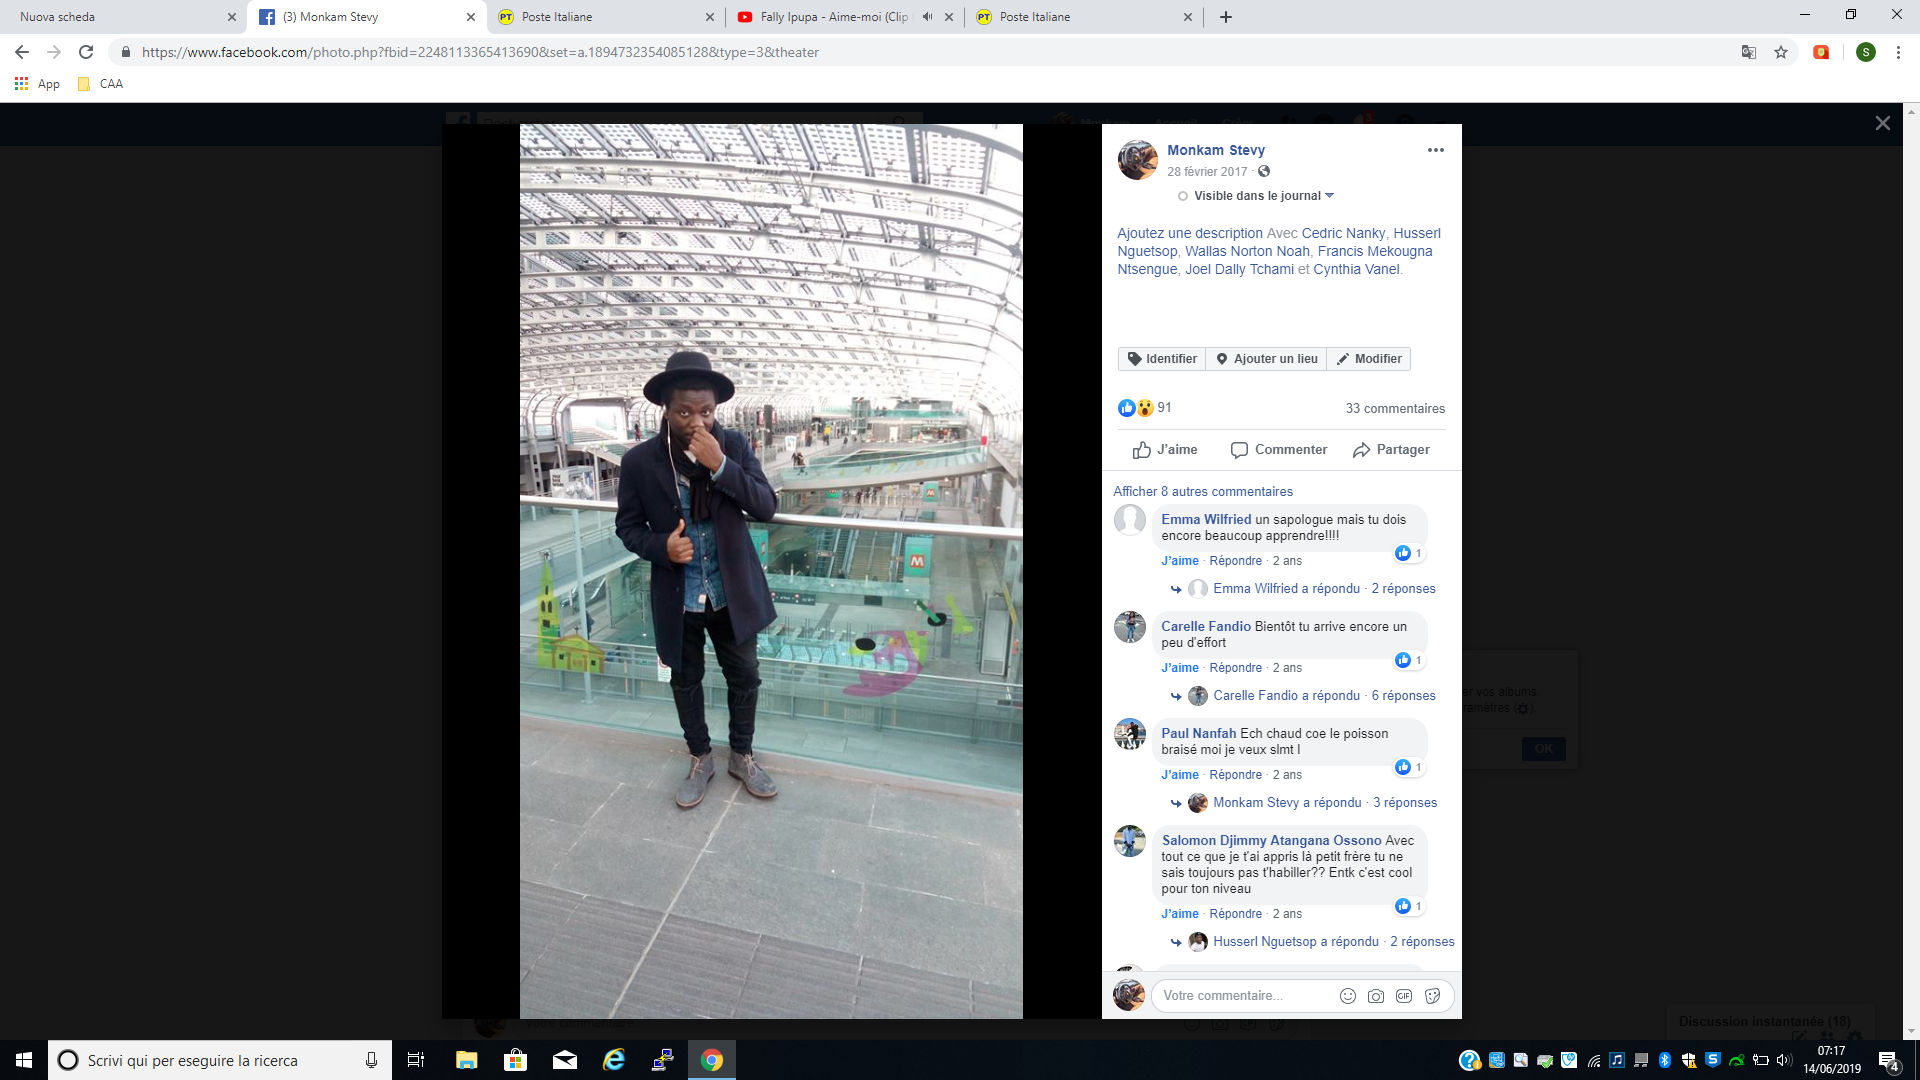 Nuova scheda
(3) Monkam Stevy
Poste Italiane
Fally Ipupa - Aime-moi (Clip
Poste Italiane
https://www.facebook.com/photo.php?fbid=2248113365413690&set=a.189473235408512​8&type=3&theater
S
App
CAA
Monkam Stevy
28 février 2017 ·
Visible dans le journal
Ajoutez une description Avec Cedric Nanky, Husserl
Nguetsop, Wallas Norton Noah, Francis Mekougna
Ntsengue, Joel Dally Tchami et Cynthia Vanel.
Identifier
Ajouter un lieu
Modifier
91
33 commentaires
J'aime
Commenter
Partager
Afficher 8 autres commentaires
Emma Wilfried un sapologue mais tu dois
encore beaucoup apprendre!!!!
1
J'aime · Répondre · 2 ans
Emma Wilfried a répondu · 2 réponses
Carelle Fandio Bientôt tu arrive encore un
peu d'effort
1
J'aime · Répondre · 2 ans
Carelle Fandio a répondu · 6 réponses
Paul Nanfah Ech chaud coe le poisson
braisé moi je veux slmt l
1
J'aime · Répondre · 2 ans
Monkam Stevy a répondu · 3 réponses
Salomon Djimmy Atangana Ossono Avec
tout ce que je t'ai appris là petit frère tu ne
sais toujours pas t'habiller?? Entk c'est cool
pour ton niveau
1
J'aime · Répondre · 2 ans
Husserl Nguetsop a répondu · 2 réponses
Votre commentaire...
GIF
M
er vos albums.
ramètres
OK
Discussion instantanée (18)
Scrivi qui per eseguire la ricerca
07:17
14/06/2019
4